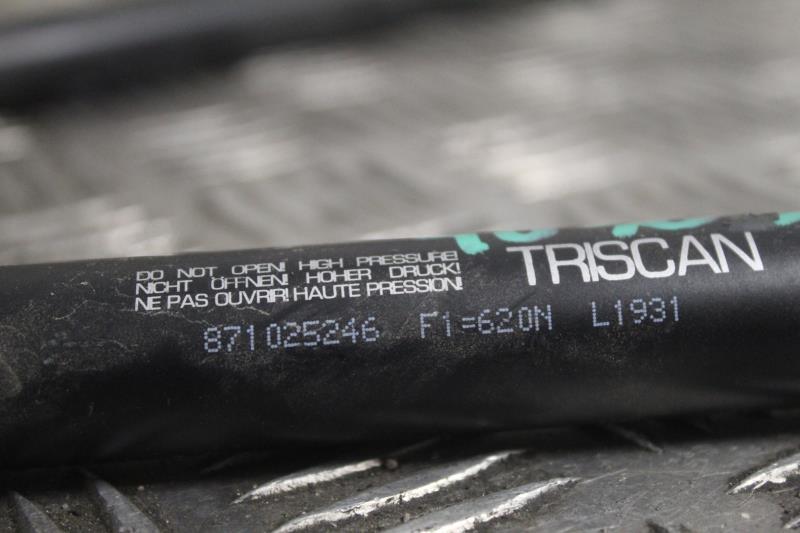 DO NOT OPEN! HIGH PRESSURE!
NICHT ÖFFNEN! HOHER DRUCK!
NE PAS OUVRIR! HAUTE PRESSION!
TRISCAN
871025246 F1=620N L1931